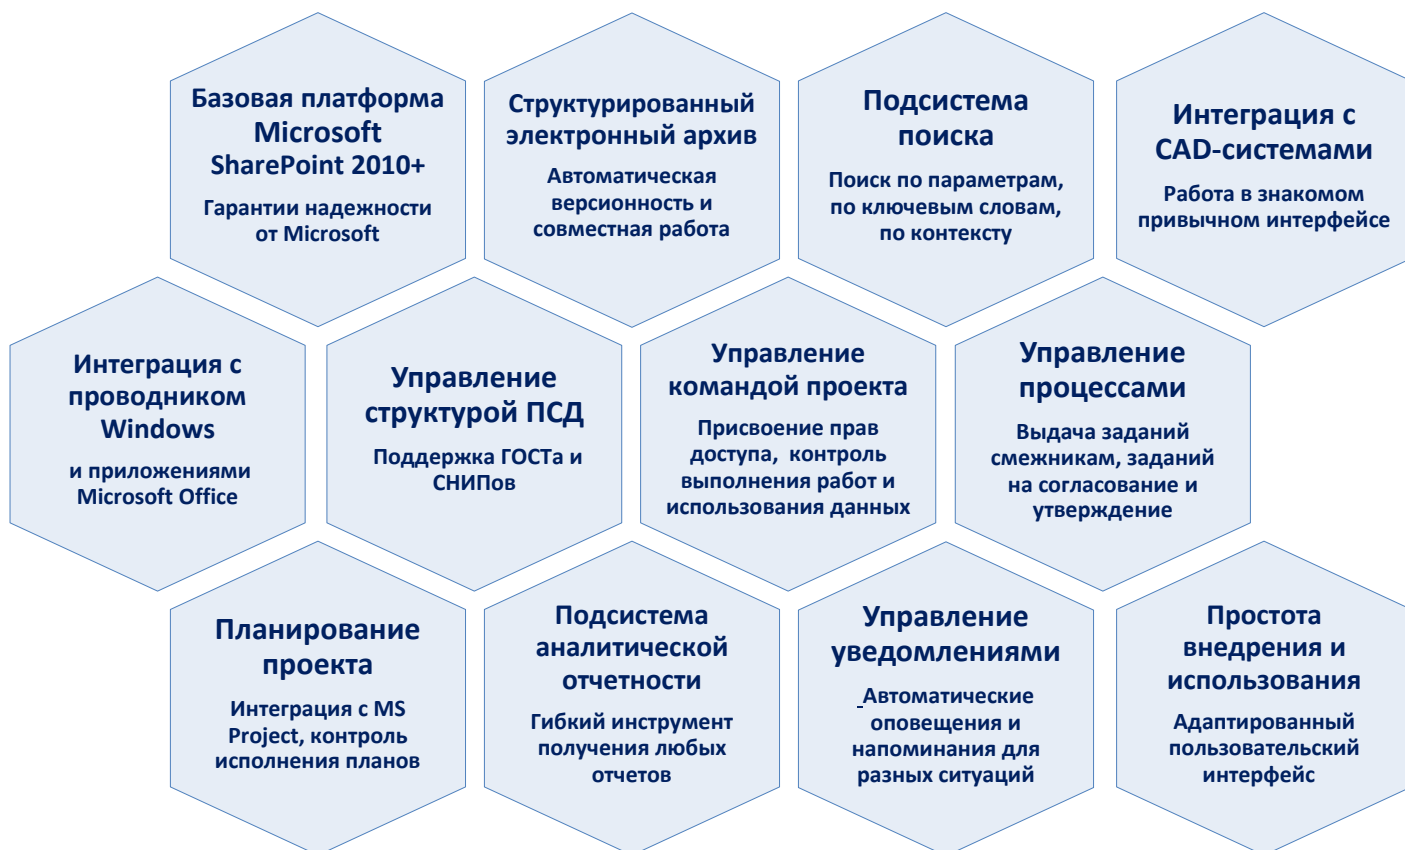 Базовая платформа
Microsoft
SharePoint 2010+
Гарантии надежности
от Microsoft
Структурированный
электронный архив
Автоматическая
версионность и
совместная работа
Подсистема
поиска
Поиск по параметрам,
по ключевым словам,
по контексту
Интеграция с
CAD-системами
Работа в знакомом
привычном интерфейсе
Интеграция с
проводником
Windows
и приложениями
Microsoft Office
Управление
структурой ПСД
Поддержка ГОСТа и
СНИПов
Управление
командой проекта
Присвоение прав
доступа, контроль
выполнения работ и
использования данных
Управление
процессами
Выдача заданий
смежникам, заданий
на согласование и
утверждение
Планирование
проекта
Интеграция с MS
Project, контроль
исполнения планов
Подсистема
аналитической
отчетности
Гибкий инструмент
получения любых
отчетов
Управление
уведомлениями
Автоматические
оповещения и
напоминания для
разных ситуаций
Простота
внедрения и
использования
Адаптированный
пользовательский
интерфейс